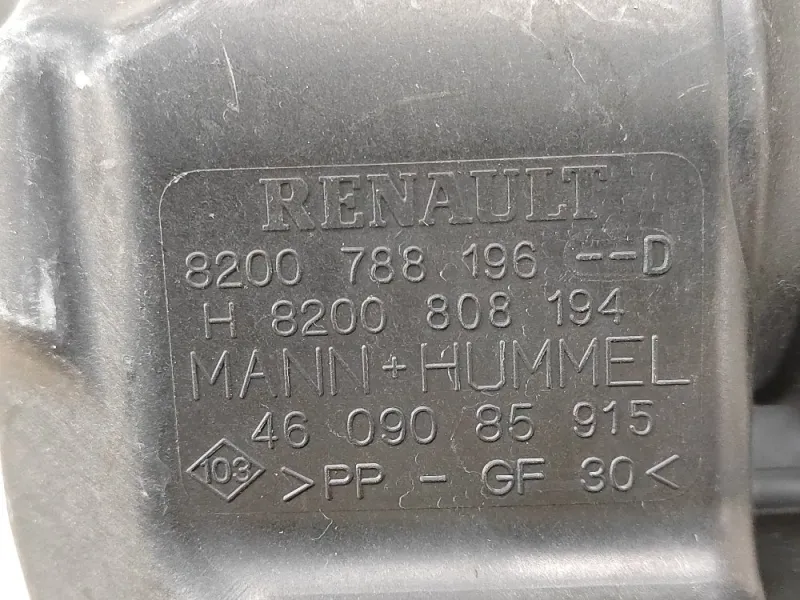 RENAULT
8200 788 196 --D
H 8200 808 194
MANN+HUMMEL
46 090 85 915
103 >PP - GF 30<